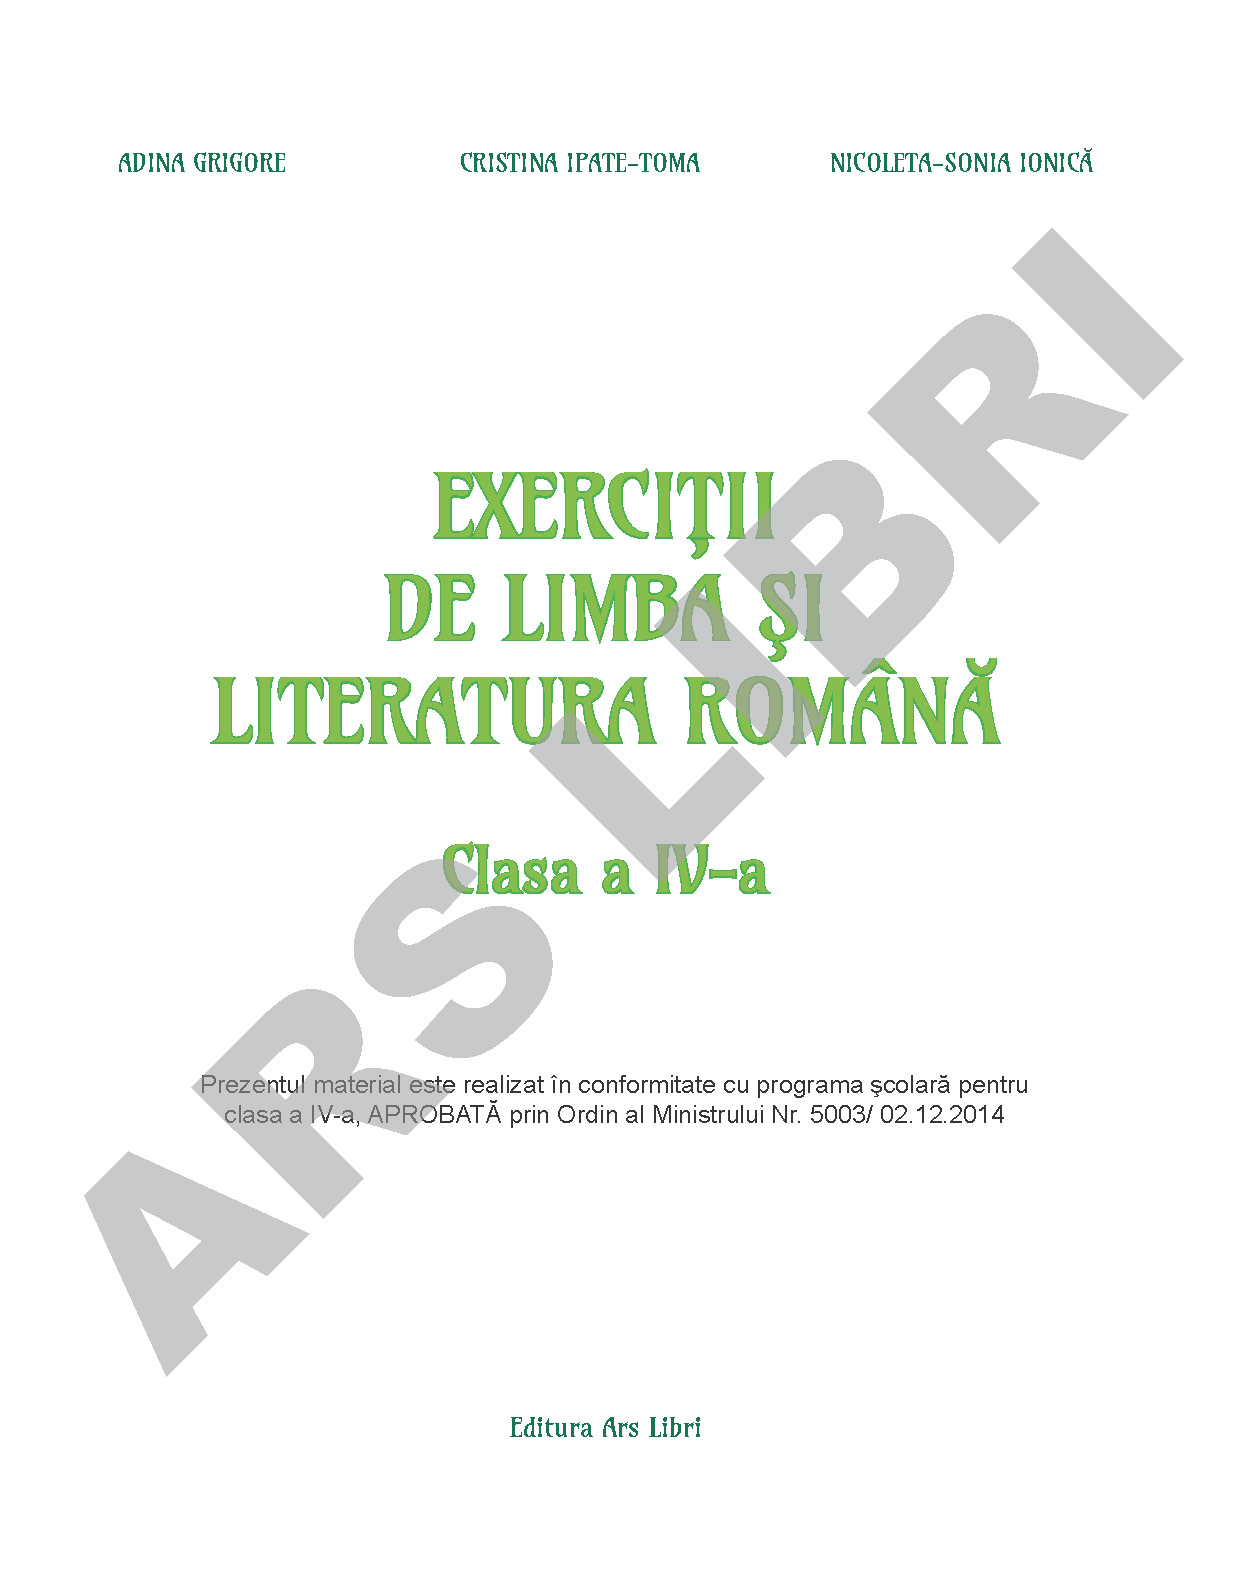 ADINA GRIGORE CRISTINA IPATE-TOMA NICOLETA-SONIA IONICĂ
EXERCIŢII
DE LIMBA ŞI
LITERATURA ROMÂNĂ
Clasa a IV-a
Prezentul material este realizat în conformitate cu programa şcolară pentru
clasa a IV-a, APROBATĂ prin Ordin al Ministrului Nr. 5003/ 02.12.2014
Editura Ars Libri
ARS LIBRI